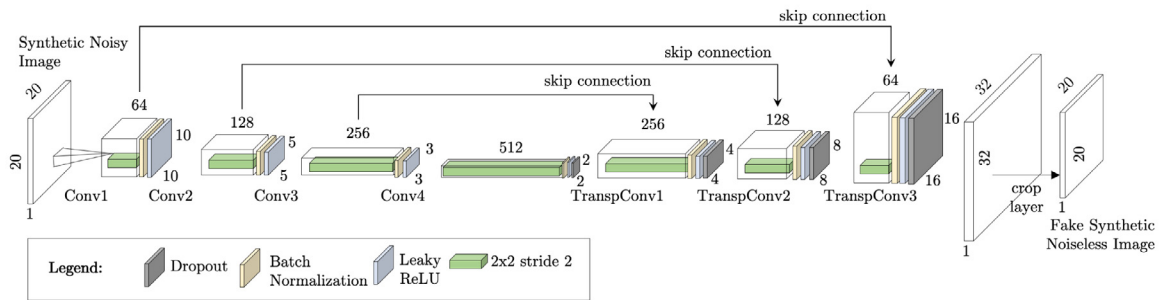 skip connection
skip connection
skip connection
Synthetic Noisy
Image
20
20
1
64
10
10
128
5
5
256
3
3
512
2
2
256
4
4
128
8
8
64
16
16
32
32
1
20
20
1
Conv1
Conv2
Conv3
Conv4
TranspConv1
TranspConv2
TranspConv3
crop
layer
Fake Synthetic
Noiseless Image
Legend:
Dropout
Batch
Normalization
Leaky
ReLU
2x2 stride 2